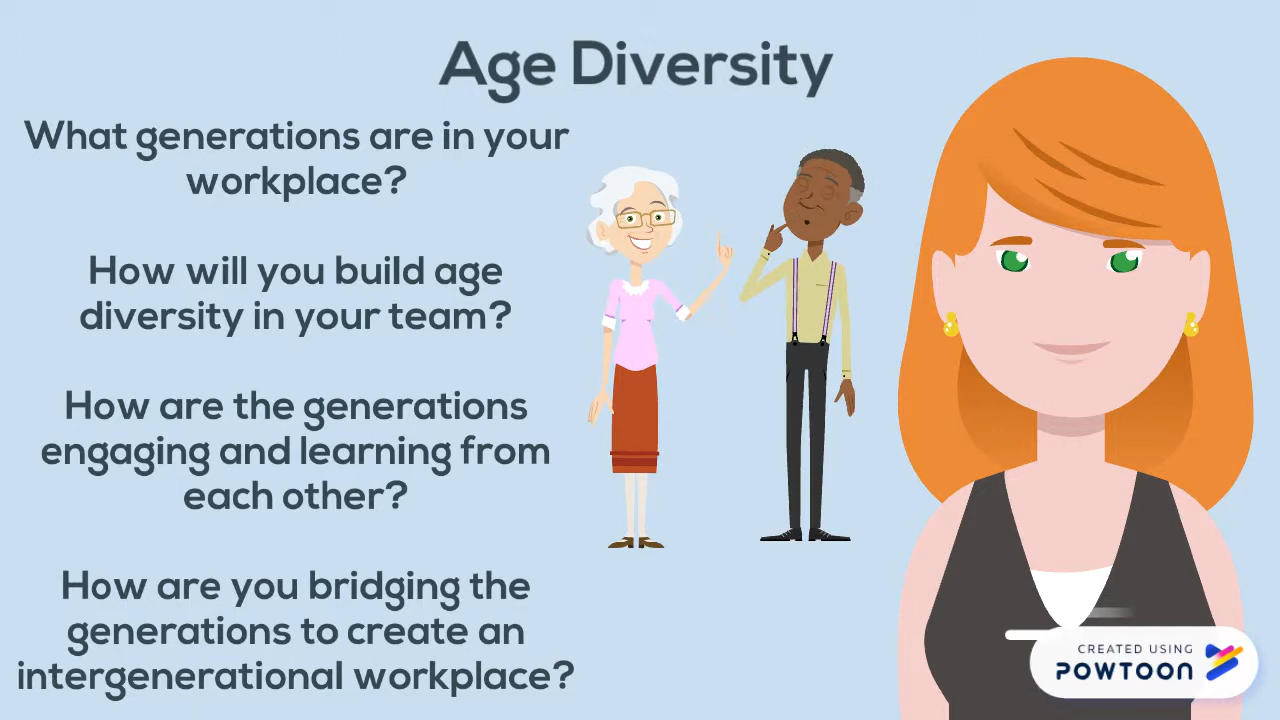 Age Diversity
What generations are in your
workplace?
How will you build age
diversity in your team?
How are the generations
engaging and learning from
each other?
How are you bridging the
generations to create an
intergenerational workplace?
CREATED USING
POWTOON